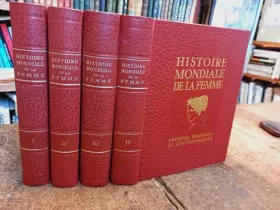 HISTOIRE
MONDIALE
DE LA
FEMME
I
HISTOIRE
MONDIALE
DE LA
FEMME
II
HISTOIRE
MONDIALE
DE LA
FEMME
III
HISTOIRE
MONDIALE
DE LA
FEMME
IV
HISTOIRE
MONDIALE
DE LA FEMME
SOCIÉTÉS MODERNES
ET CONTEMPORAINES